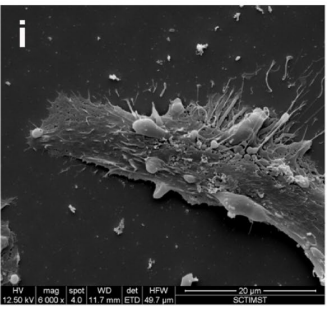 i
HV mag spot WD det HFW 20 µm
12.50 kV 6 000 x 4.0 11.7 mm ETD 49.7 µm SCTIMST